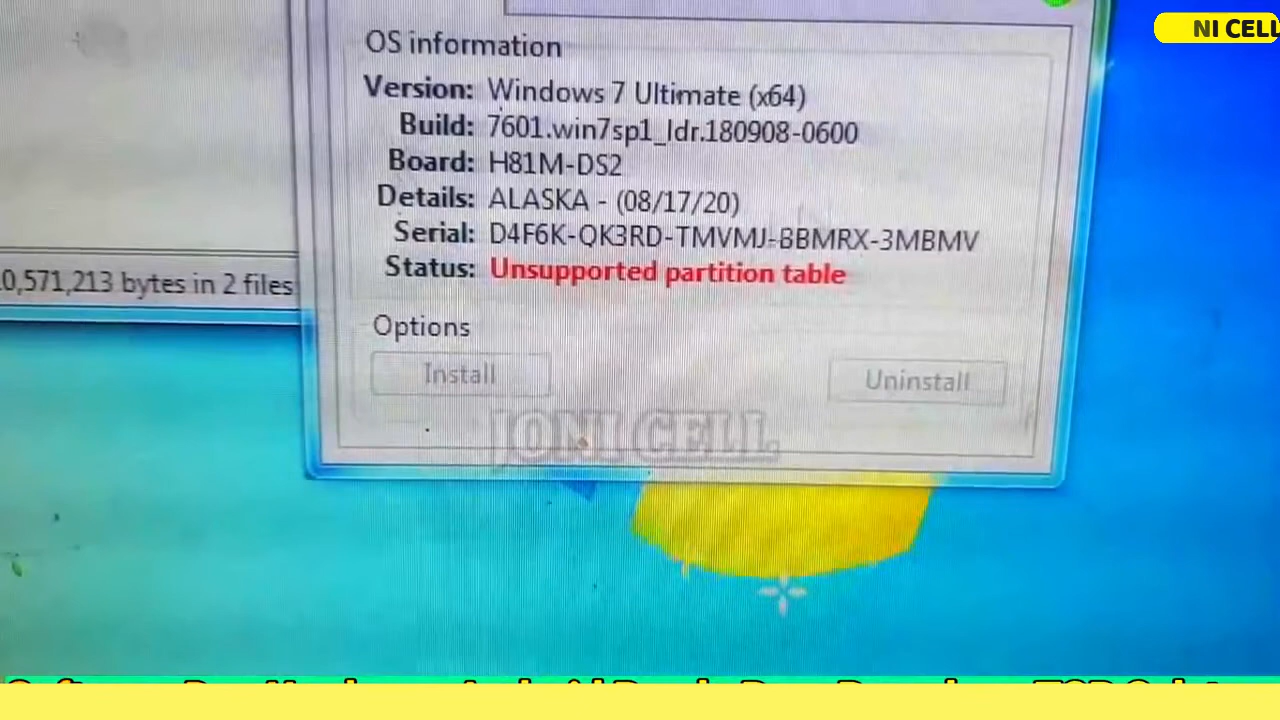 NI CELL
OS information
Version: Windows 7 Ultimate (x64)
Build: 7601.win7sp1_ldr.180908-0600
Board: H81M-DS2
Details: ALASKA - (08/17/20)
Serial: D4F6K-QK3RD-TMVMJ-BBMRX-3MBMV
Status: Unsupported partition table
0,571,213 bytes in 2 files
Options
Install
Uninstall
JONI CELL